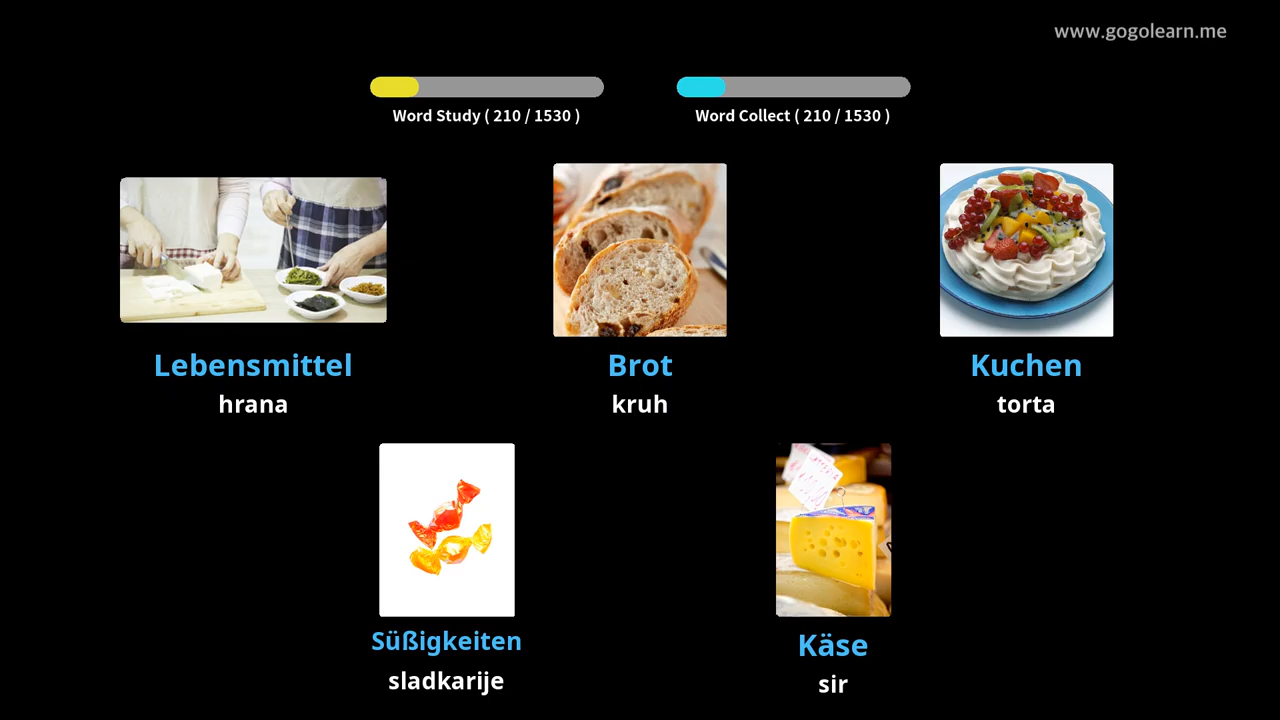 www.gogolearn.me
Word Study ( 210 / 1530 )
Word Collect ( 210 / 1530 )
Lebensmittel
hrana
Brot
kruh
Kuchen
torta
Süßigkeiten
sladkarije
Käse
sir